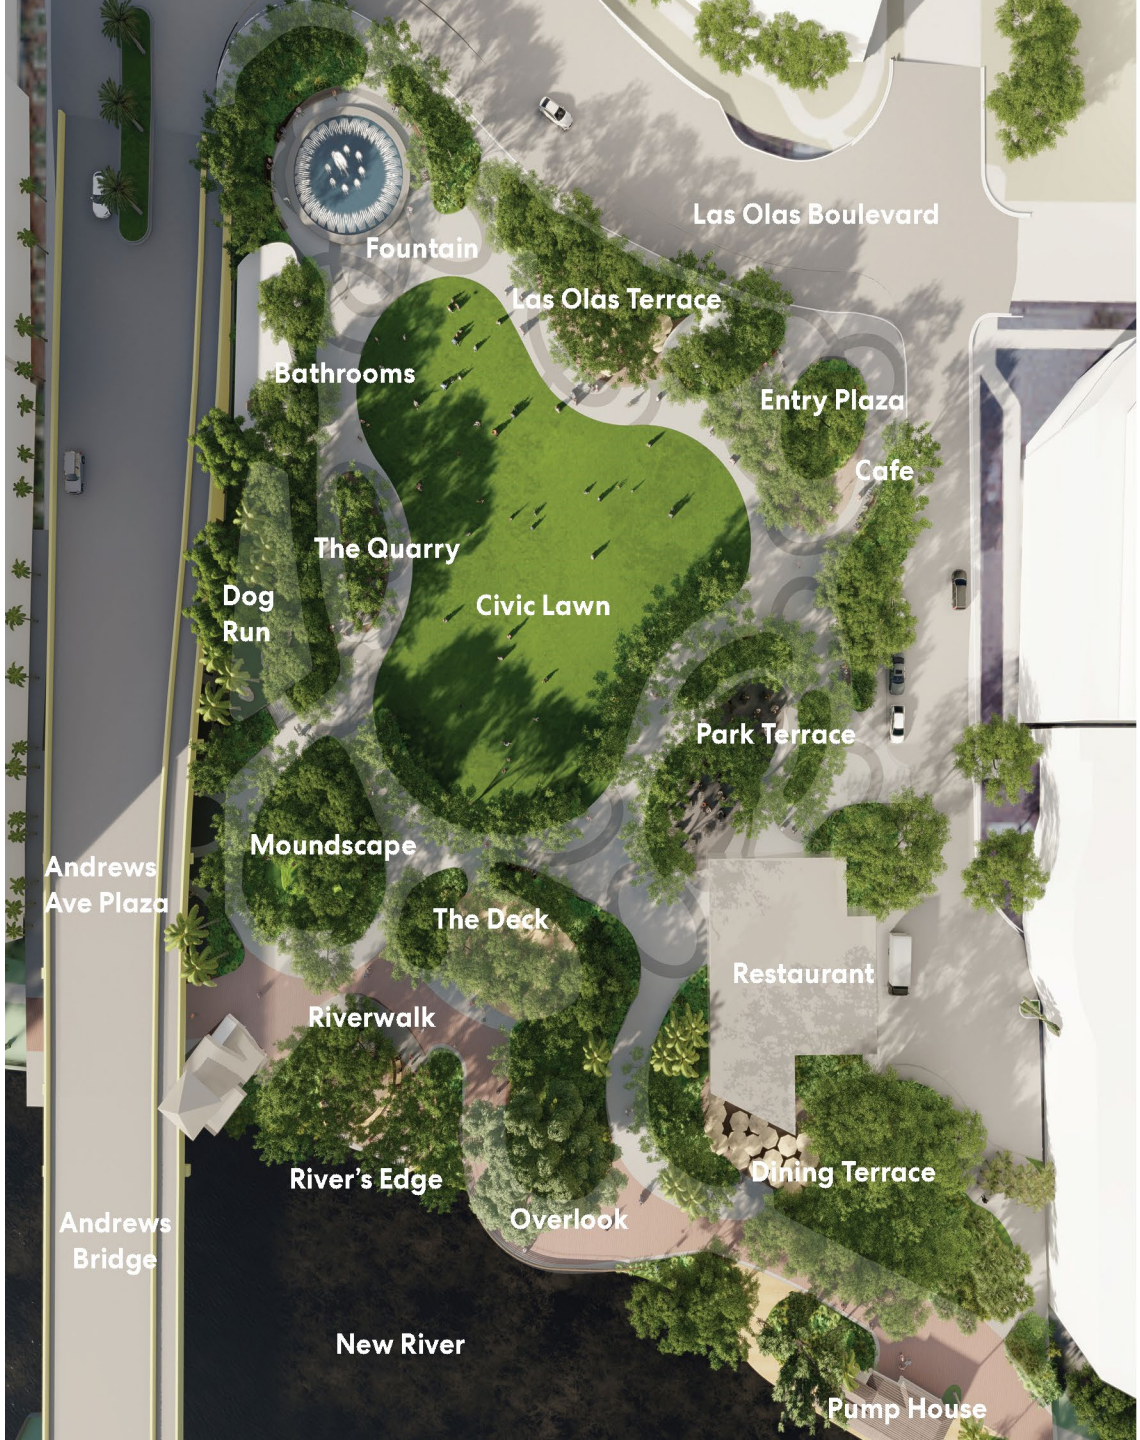 Las Olas Boulevard
Fountain
Las Olas Terrace
Bathrooms
Entry Plaza
Cafe
The Quarry
Dog
Run
Civic Lawn
Park Terrace
Moundscape
Andrews
Ave Plaza
The Deck
Restaurant
Riverwalk
River's Edge
Dining Terrace
Overlook
Andrews
Bridge
New River
Pump House